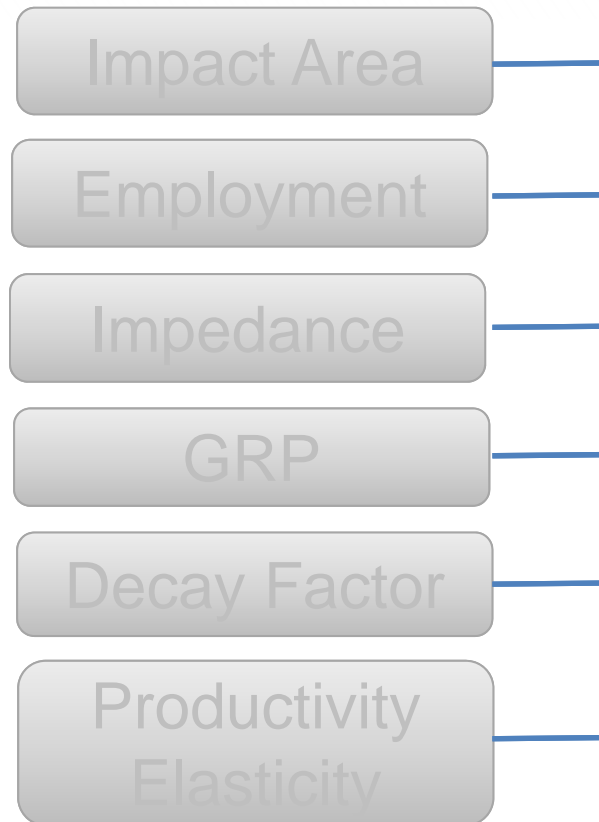 Impact Area
Employment
Impedance
GRP
Decay Factor
Productivity
Elasticity